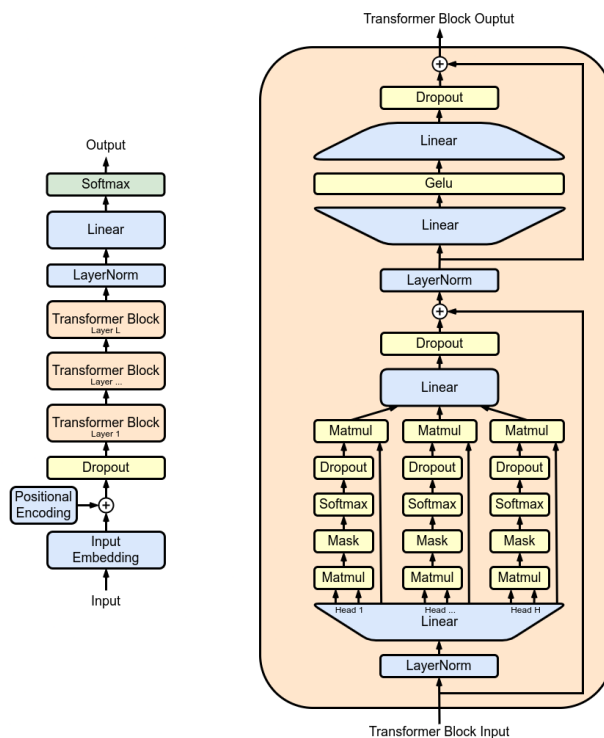 Output
Softmax
Linear
LayerNorm
Transformer Block
Layer L
Transformer Block
Layer ...
Transformer Block
Layer 1
Dropout
Positional
Encoding
+
Input
Embedding
Input
Transformer Block Ouptut
+
Dropout
Linear
Gelu
Linear
LayerNorm
+
Dropout
Linear
Matmul Matmul Matmul
Dropout Dropout Dropout
Softmax Softmax Softmax
Mask Mask Mask
Matmul Matmul Matmul
Head 1 Head ... Head H
Linear
LayerNorm
Transformer Block Input